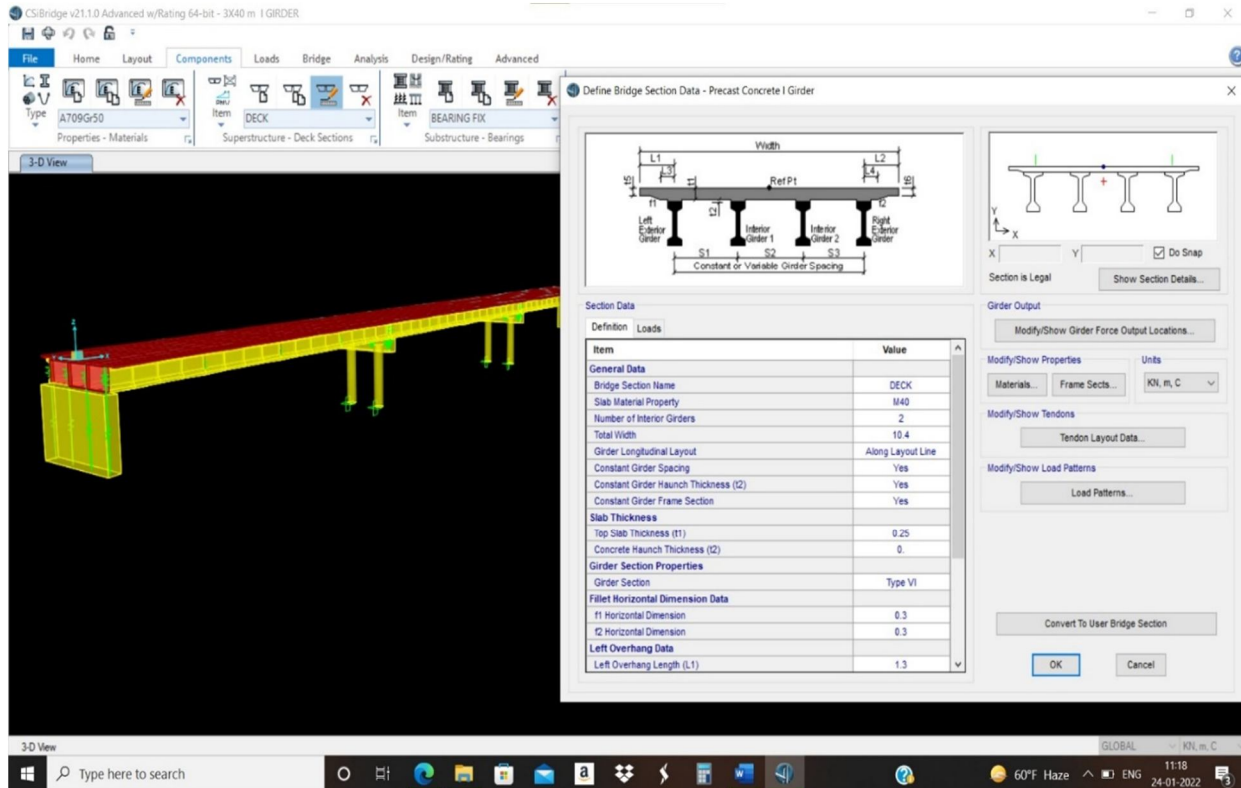 CSiBridge v21.1.0 Advanced w/Rating 64-bit - 3X40 m I GIRDER
File Home Layout Components Loads Bridge Analysis Design/Rating Advanced
Type
A709Gr50
Properties - Materials
Item
DECK
Superstructure - Deck Sections
Item
BEARING FIX
Substructure - Bearings
3-D View
Define Bridge Section Data - Precast Concrete I Girder
Width
L1
L2
L3
L4
t5
t1
Ref Pt
t6
f1
t2
f2
Left Exterior Girder
Interior Girder 1
Interior Girder 2
Right Exterior Girder
S1 S2 S3
Constant or Variable Girder Spacing
Y
X
X Y Do Snap
Section is Legal
Show Section Details...
Section Data
Definition Loads
Item Value
General Data
Bridge Section Name DECK
Slab Material Property M40
Number of Interior Girders 2
Total Width 10.4
Girder Longitudinal Layout Along Layout Line
Constant Girder Spacing Yes
Constant Girder Haunch Thickness (t2) Yes
Constant Girder Frame Section Yes
Slab Thickness
Top Slab Thickness (t1) 0.25
Concrete Haunch Thickness (t2) 0.
Girder Section Properties
Girder Section Type VI
Fillet Horizontal Dimension Data
f1 Horizontal Dimension 0.3
f2 Horizontal Dimension 0.3
Left Overhang Data
Left Overhang Length (L1) 1.3
Girder Output
Modify/Show Girder Force Output Locations...
Modify/Show Properties
Materials... Frame Sects...
Units
KN, m, C
Modify/Show Tendons
Tendon Layout Data...
Modify/Show Load Patterns
Load Patterns...
Convert To User Bridge Section
OK Cancel
3-D View
GLOBAL KN, m, C
Type here to search
60°F Haze
ENG
11:18
24-01-2022
3